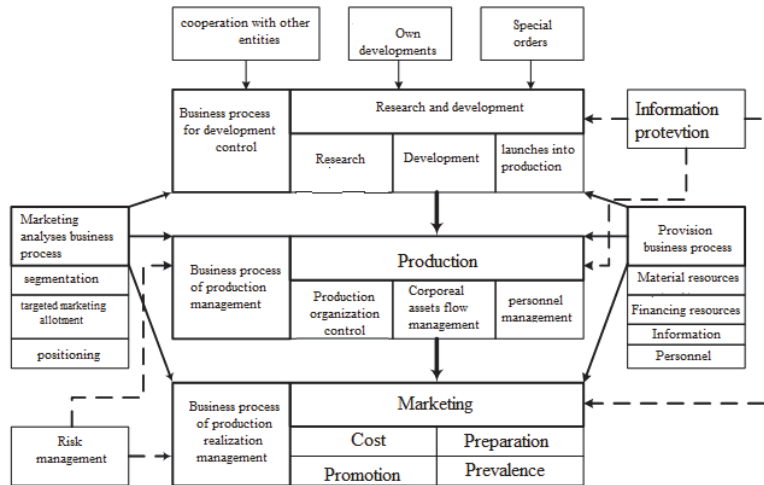 cooperation with other
entities
Own
developments
Special
orders
Business process
for development
control
Research and development
Research
Development
launches into
production
Information
protevtion
Marketing
analyses business
process
segmentation
targeted marketing
allotment
positioning
Business process
of production
management
Production
Production
organization
control
Corporeal
assets flow
management
personnel
management
Provision
business process
Material resources
Financing resources
Information
Personnel
Risk
management
Business process
of production
realization
management
Marketing
Cost
Preparation
Promotion
Prevalence